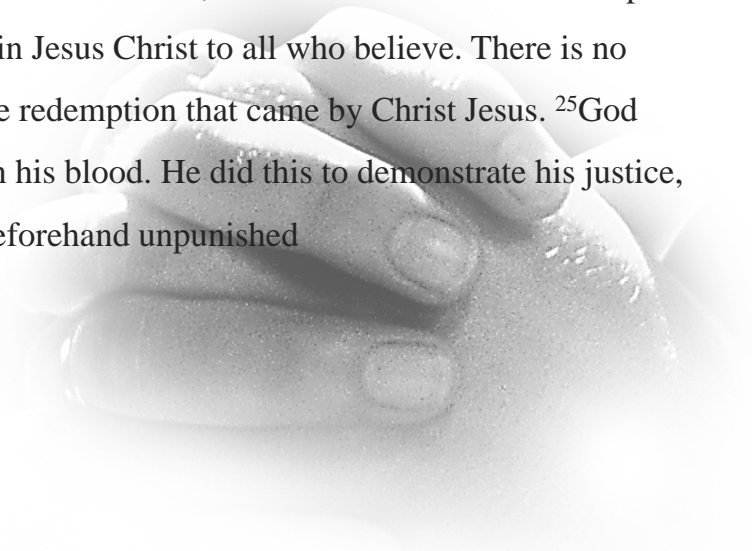 in Jesus Christ to all who believe. There is no
redemption that came by Christ Jesus. ²⁵God
his blood. He did this to demonstrate his justice,
eforehand unpunished